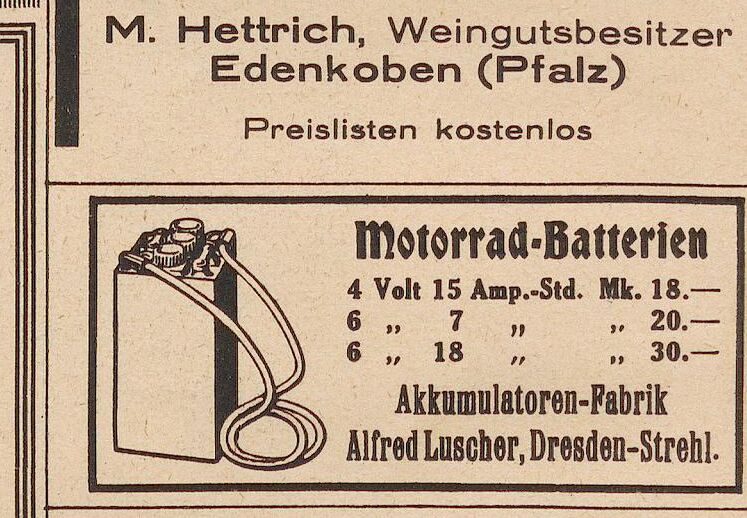 M. Hettrich, Weingutsbesitzer
Edenkoben (Pfalz)
Preislisten kostenlos
Motorrad-Batterien
4 Volt 15 Amp.-Std. Mk. 18.—
6 „ 7 „ „ 20.—
6 „ 18 „ „ 30.—
Akkumulatoren-Fabrik
Alfred Luscher, Dresden-Strehl.